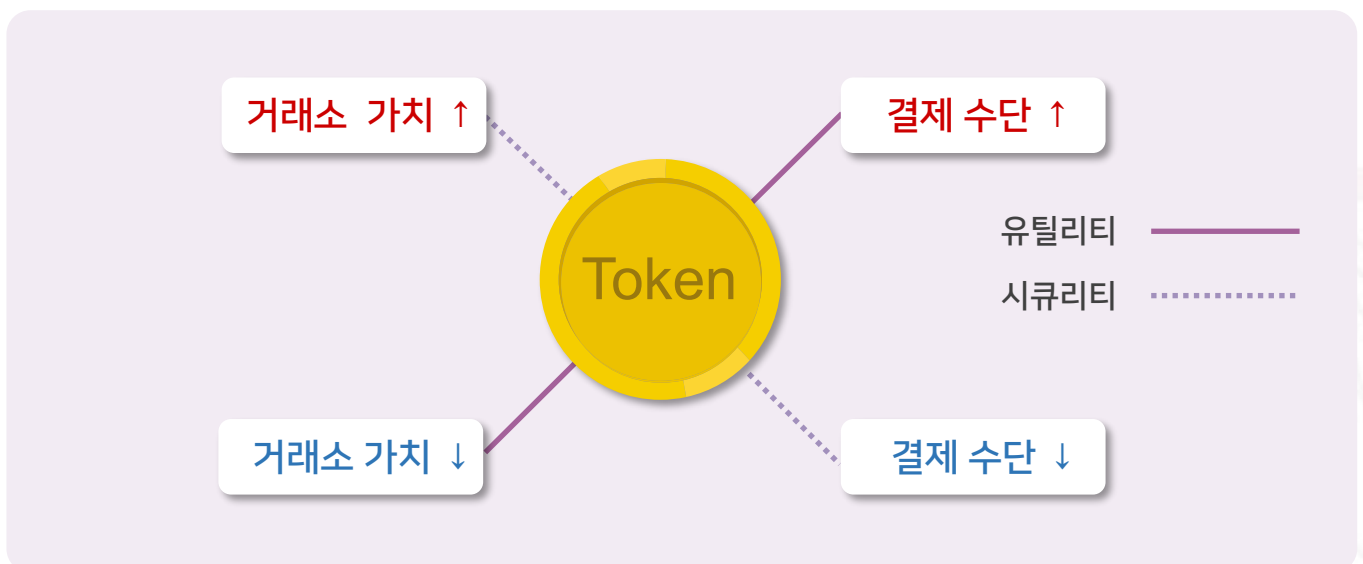 거래소 가치 ↑
결제 수단 ↑
Token
유틸리티
시큐리티
거래소 가치 ↓
결제 수단 ↓